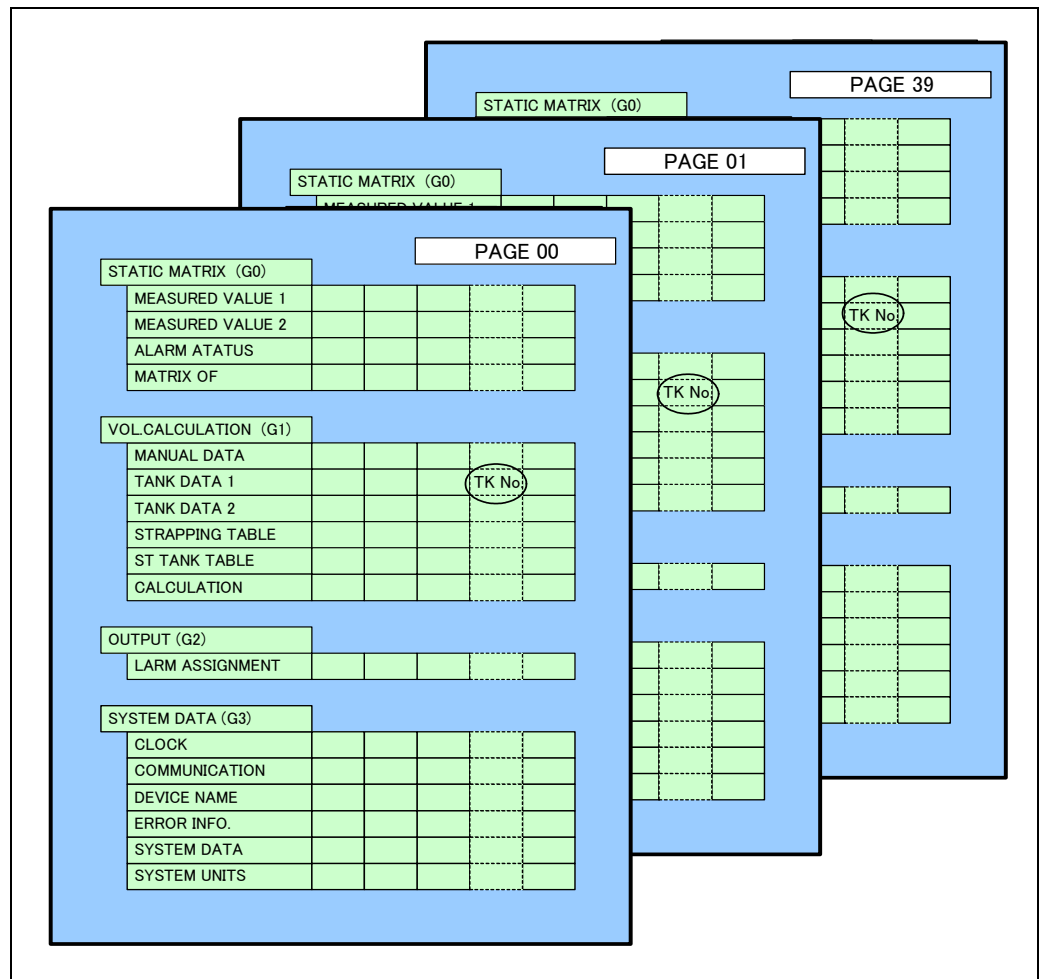 PAGE 39
STATIC MATRIX (G0)
TK No.
PAGE 01
STATIC MATRIX (G0)
MEASURED VALUE 1
TK No.
PAGE 00
STATIC MATRIX (G0)
MEASURED VALUE 1
MEASURED VALUE 2
ALARM ATATUS
MATRIX OF
VOL.CALCULATION (G1)
MANUAL DATA
TANK DATA 1
TK No.
TANK DATA 2
STRAPPING TABLE
ST TANK TABLE
CALCULATION
OUTPUT (G2)
LARM ASSIGNMENT
SYSTEM DATA (G3)
CLOCK
COMMUNICATION
DEVICE NAME
ERROR INFO.
SYSTEM DATA
SYSTEM UNITS